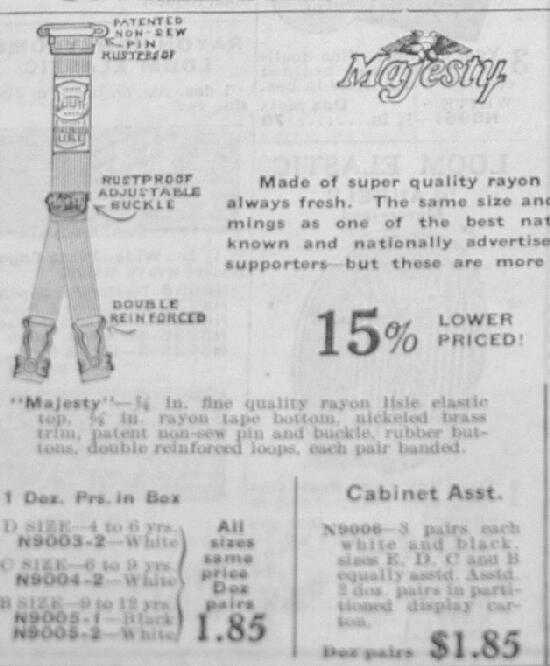 PATENTED
NON-SEW
PIN
RUSTPROOF
Majesty
RUSTPROOF
ADJUSTABLE
BUCKLE
Made of super quality rayon
always fresh. The same size and
mings as one of the best nat
known and nationally advertise
supporters—but these are more
DOUBLE
REINFORCED
15% LOWER
PRICED!
"Majesty"— in. fine quality rayon lisle elastic
top, in. rayon tape bottom, nickeled brass
trim, patent non-sew pin and buckle, rubber but-
tons, double reinforced loops, each pair banded.
1 Doz. Prs. in Box
D SIZE—4 to 6 yrs.
N9003-2—White
C SIZE—6 to 9 yrs.
N9004-2—White
B SIZE—9 to 12 yrs.
N9005-1—Black
N9005-2—White
All
sizes
same
price
Doz
pairs
1.85
Cabinet Asst.
N9006—3 pairs each
white and black,
sizes E, D, C and B
equally asstd. Asstd.
2 doz. pairs in parti-
tioned display car-
ton.
Doz pairs $1.85